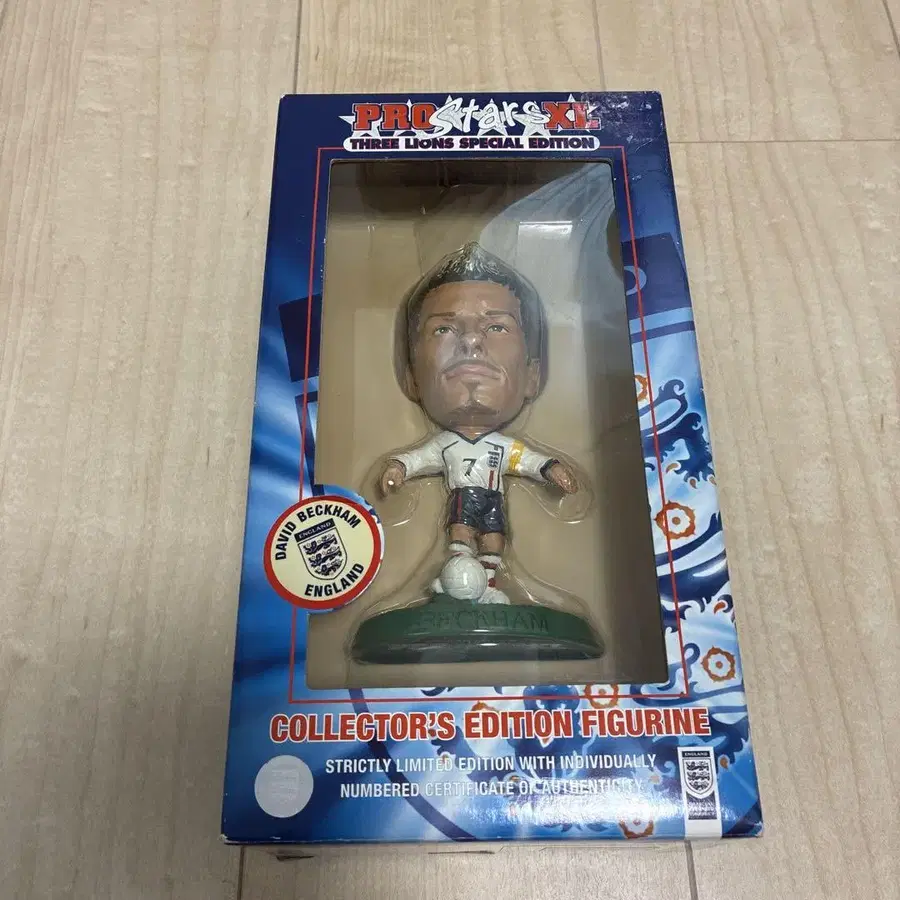 PROStarsXL
THREE LIONS SPECIAL EDITION
7
DAVID BECKHAM
ENGLAND
ENGLAND
BECKHAM
COLLECTOR'S EDITION FIGURINE
STRICTLY LIMITED EDITION WITH INDIVIDUALLY
NUMBERED CERTIFICATE OF AUTHENTICITY
ENGLAND